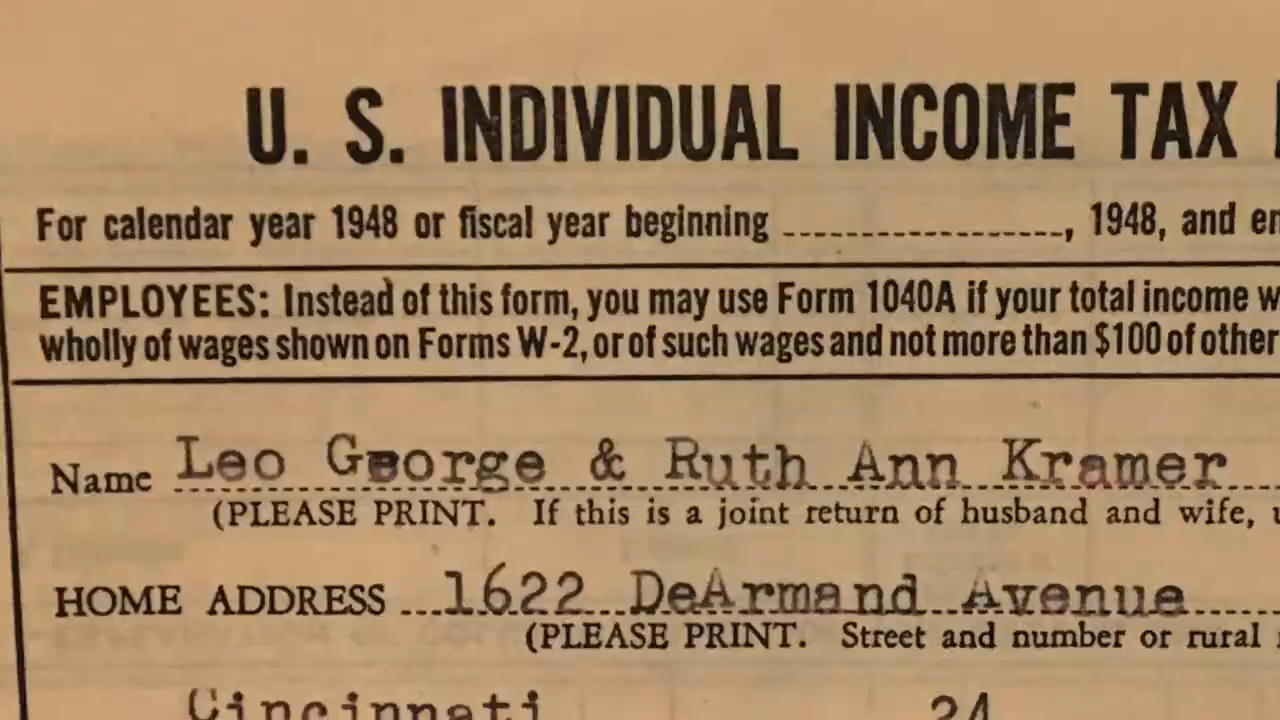 U. S. INDIVIDUAL INCOME TAX
For calendar year 1948 or fiscal year beginning ..................., 1948, and en
EMPLOYEES: Instead of this form, you may use Form 1040A if your total income w
wholly of wages shown on Forms W-2, or of such wages and not more than $100 of other
Name Leo George & Ruth Ann Kramer
(PLEASE PRINT. If this is a joint return of husband and wife, u
HOME ADDRESS 1622 DeArmand Avenue
(PLEASE PRINT. Street and number or rural
Cincinnati 24